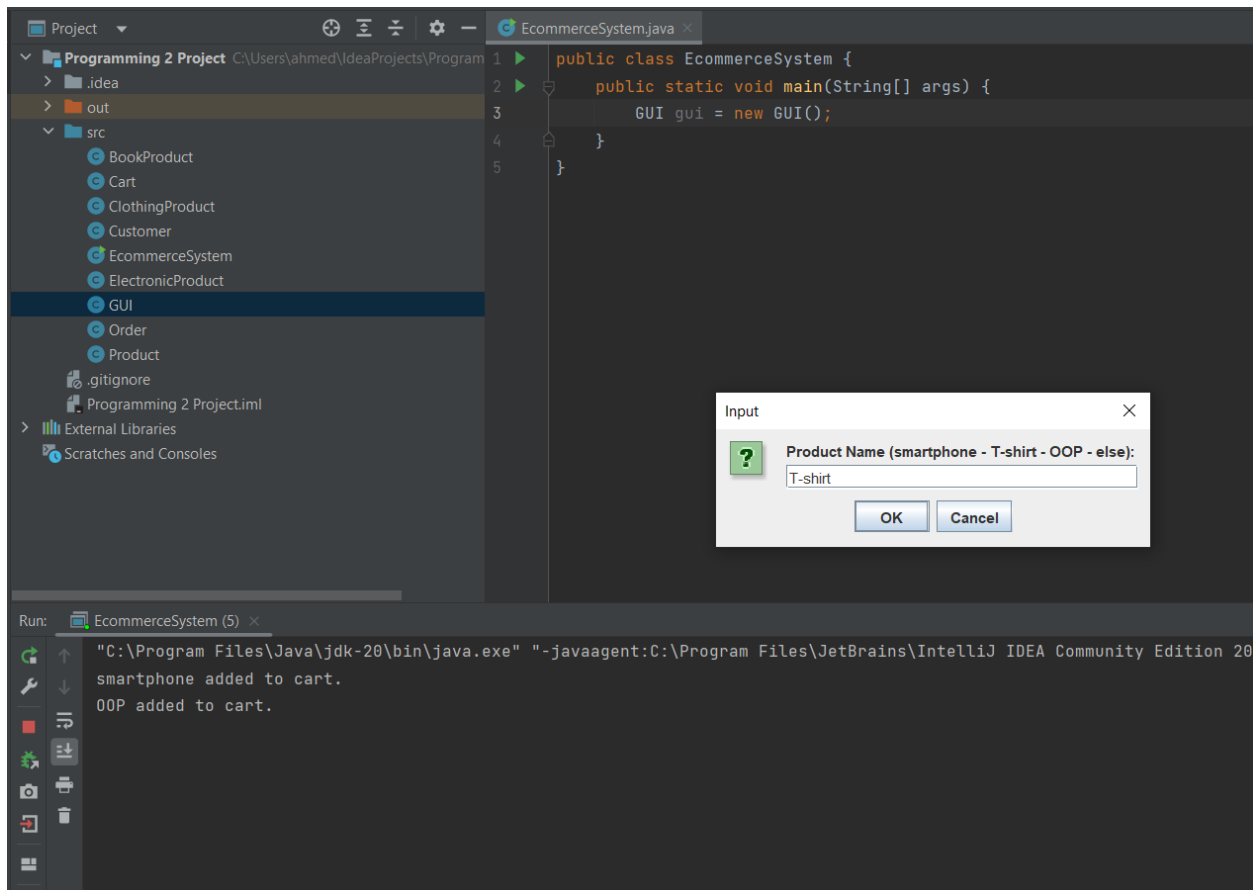 Project
Programming 2 Project C:\Users\ahmed\IdeaProjects\Program
.idea
out
src
BookProduct
Cart
ClothingProduct
Customer
EcommerceSystem
ElectronicProduct
GUI
Order
Product
.gitignore
Programming 2 Project.iml
External Libraries
Scratches and Consoles
EcommerceSystem.java
1 public class EcommerceSystem {
2 public static void main(String[] args) {
3 GUI gui = new GUI();
4 }
5 }
Input
Product Name (smartphone - T-shirt - OOP - else):
T-shirt
OK Cancel
Run: EcommerceSystem (5)
"C:\Program Files\Java\jdk-20\bin\java.exe" "-javaagent:C:\Program Files\JetBrains\IntelliJ IDEA Community Edition 20
smartphone added to cart.
OOP added to cart.